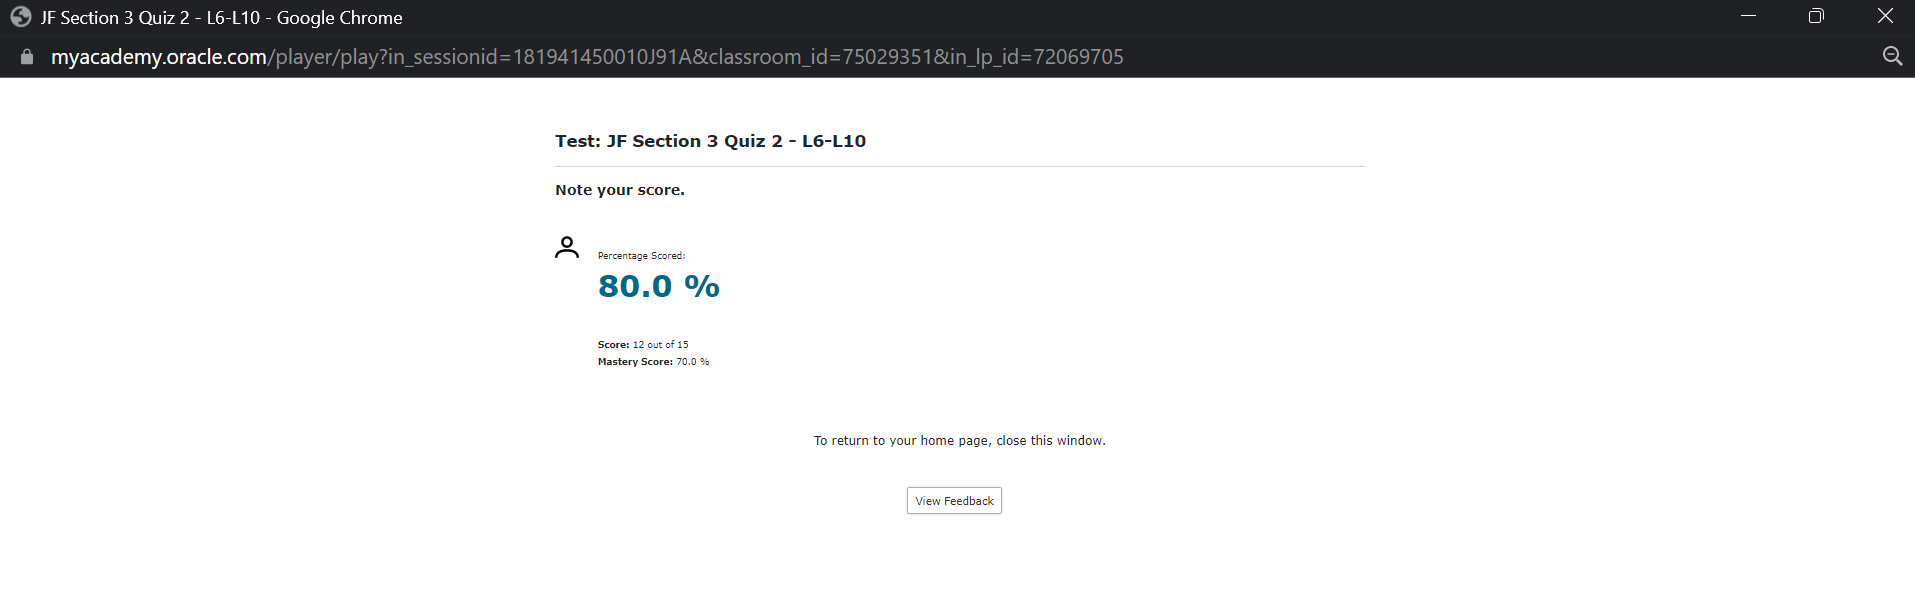 JF Section 3 Quiz 2 - L6-L10 - Google Chrome
myacademy.oracle.com/player/play?in_sessionid=181941450010J91A&classroom_id=75029351&in_lp_id=72069705
Test: JF Section 3 Quiz 2 - L6-L10
Note your score.
Percentage Scored:
80.0 %
Score: 12 out of 15
Mastery Score: 70.0 %
To return to your home page, close this window.
View Feedback